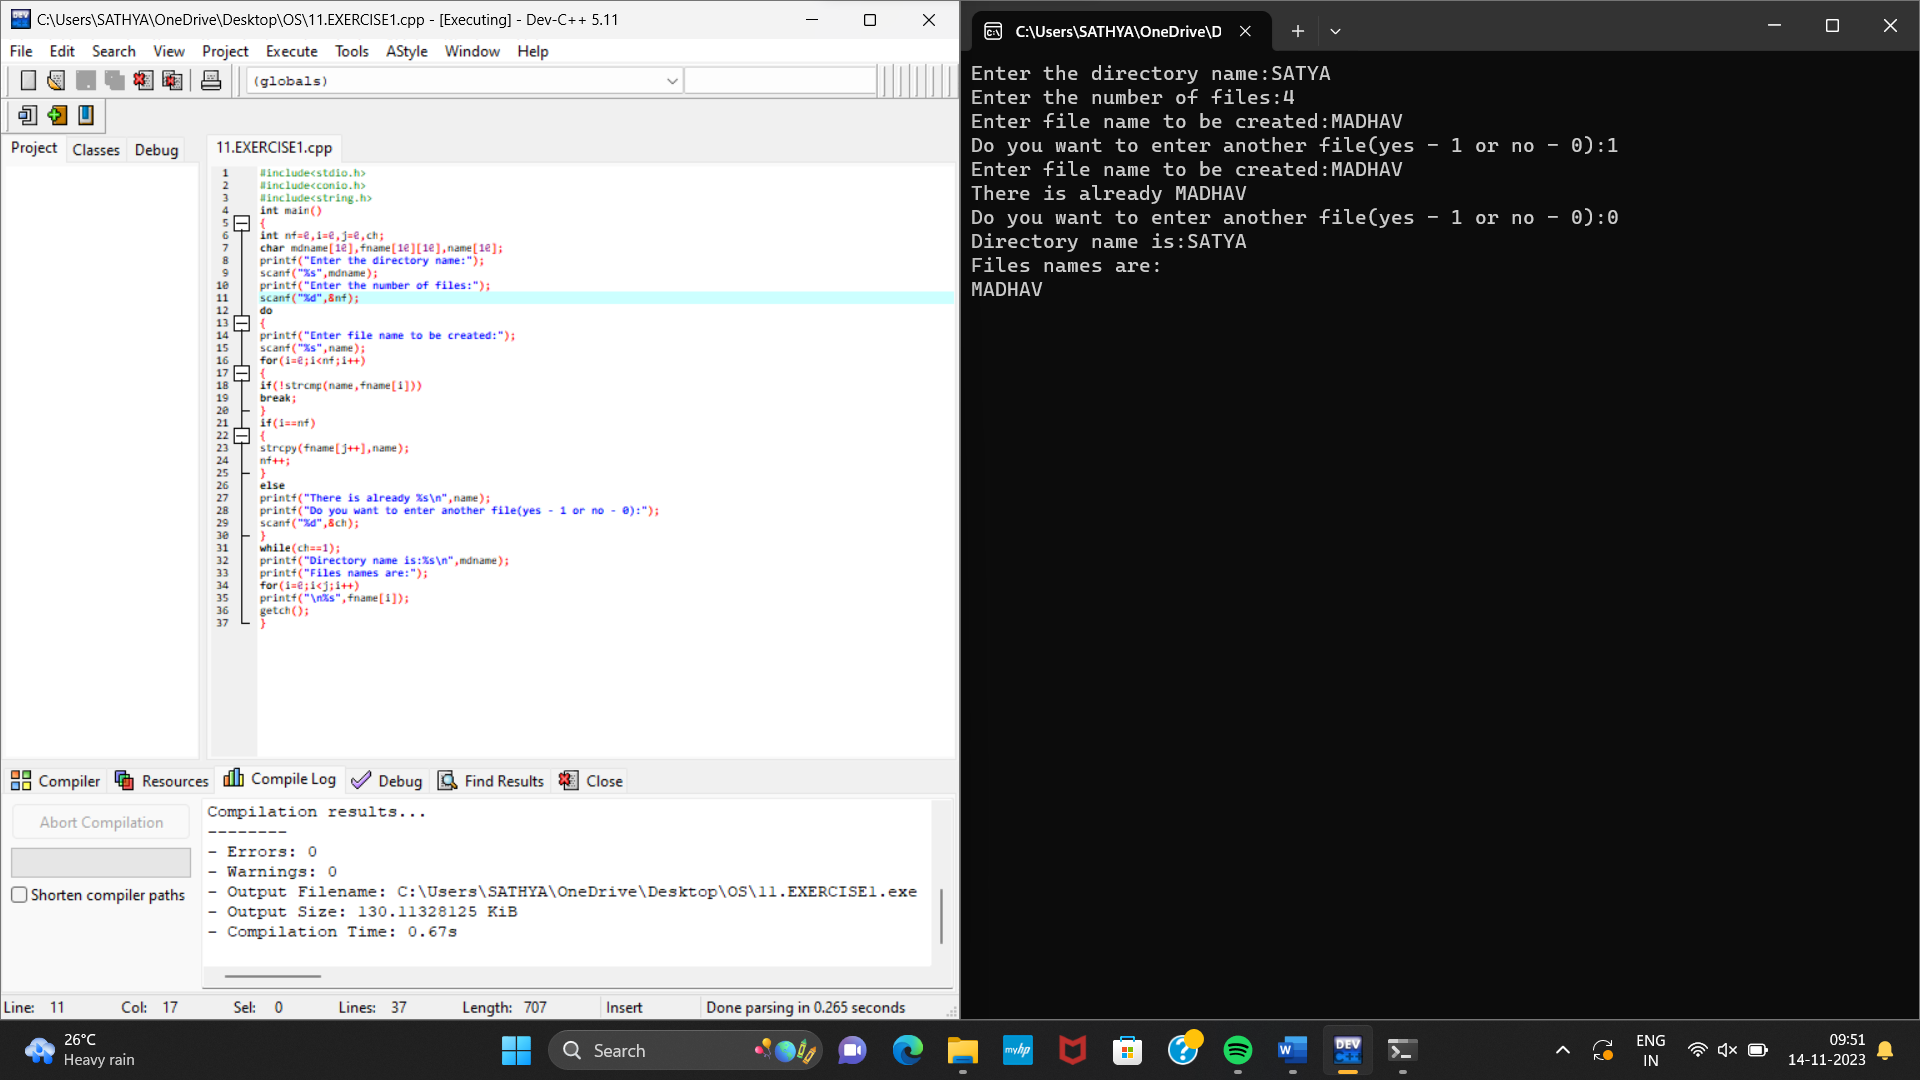 C:\Users\SATHYA\OneDrive\Desktop\OS\11.EXERCISE1.cpp - [Executing] - Dev-C++ 5.11
File Edit Search View Project Execute Tools AStyle Window Help
(globals)
Project Classes Debug
11.EXERCISE1.cpp
1 #include<stdio.h>
2 #include<conio.h>
3 #include<string.h>
4 int main()
5 {
6 int nf=0,i=0,j=0,ch;
7 char mdname[10],fname[10][10],name[10];
8 printf("Enter the directory name:");
9 scanf("%s",mdname);
10 printf("Enter the number of files:");
11 scanf("%d",&nf);
12 do
13 {
14 printf("Enter file name to be created:");
15 scanf("%s",name);
16 for(i=0;i<nf;i++)
17 {
18 if(!strcmp(name,fname[i]))
19 break;
20 }
21 if(i==nf)
22 {
23 strcpy(fname[j++],name);
24 nf++;
25 }
26 else
27 printf("There is already %s\n",name);
28 printf("Do you want to enter another file(yes - 1 or no - 0):");
29 scanf("%d",&ch);
30 }
31 while(ch==1);
32 printf("Directory name is:%s\n",mdname);
33 printf("Files names are:");
34 for(i=0;i<j;i++)
35 printf("\n%s",fname[i]);
36 getch();
37 }
Compiler Resources Compile Log Debug Find Results Close
Abort Compilation
Shorten compiler paths
Compilation results...
--------
- Errors: 0
- Warnings: 0
- Output Filename: C:\Users\SATHYA\OneDrive\Desktop\OS\11.EXERCISE1.exe
- Output Size: 130.11328125 KiB
- Compilation Time: 0.67s
Line: 11 Col: 17 Sel: 0 Lines: 37 Length: 707 Insert Done parsing in 0.265 seconds
C:\Users\SATHYA\OneDrive\D
Enter the directory name:SATYA
Enter the number of files:4
Enter file name to be created:MADHAV
Do you want to enter another file(yes - 1 or no - 0):1
Enter file name to be created:MADHAV
There is already MADHAV
Do you want to enter another file(yes - 1 or no - 0):0
Directory name is:SATYA
Files names are:
MADHAV
26°C
Heavy rain
Search
myhp
W
DEV
C++
ENG
IN
09:51
14-11-2023